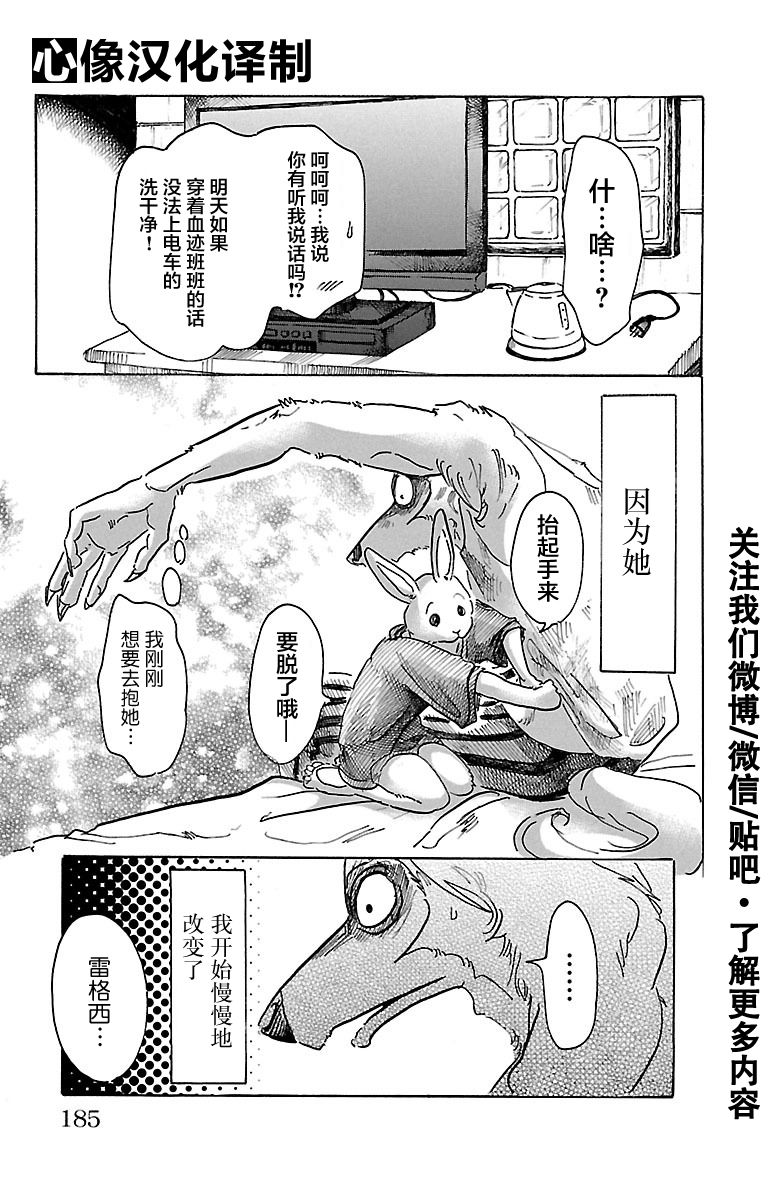 心像汉化译制
什…啥…?
呵呵呵…我说
你有听我说话吗!?
明天如果
穿着血迹斑斑的话
没法上电车的
洗干净！
因为她
抬起手来
要脱了哦—
我刚刚
想要去抱她…
……
我开始慢慢地
改变了
雷格西…
185
关注我们微博/微信/贴吧·了解更多内容